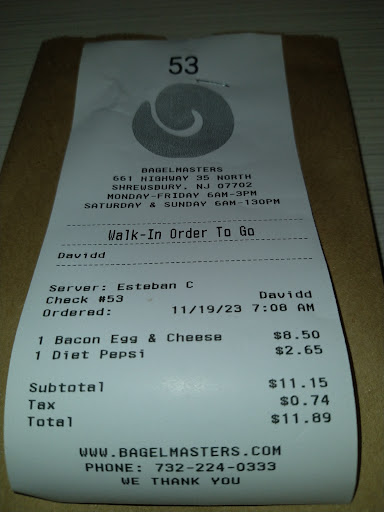 53
BAGELMASTERS
661 HIGHWAY 35 NORTH
SHREWSBURY, NJ 07702
MONDAY-FRIDAY 6AM-3PM
SATURDAY & SUNDAY 6AM-130PM
Walk-In Order To Go
Davidd
Server: Esteban C
Check #53 Davidd
Ordered: 11/19/23 7:08 AM
1 Bacon Egg & Cheese $8.50
1 Diet Pepsi $2.65
Subtotal $11.15
Tax $0.74
Total $11.89
WWW.BAGELMASTERS.COM
PHONE: 732-224-0333
WE THANK YOU